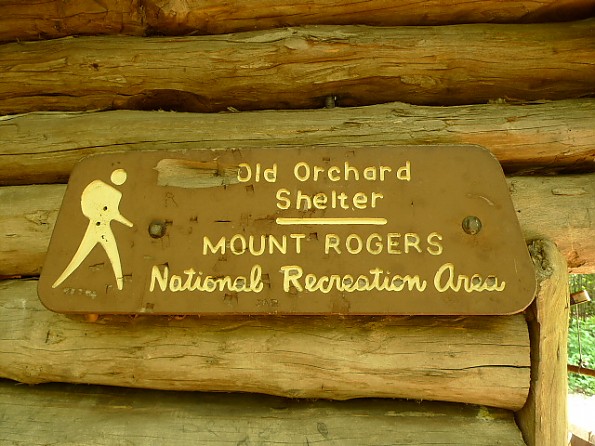 Old Orchard
Shelter
MOUNT ROGERS
National Recreation Area